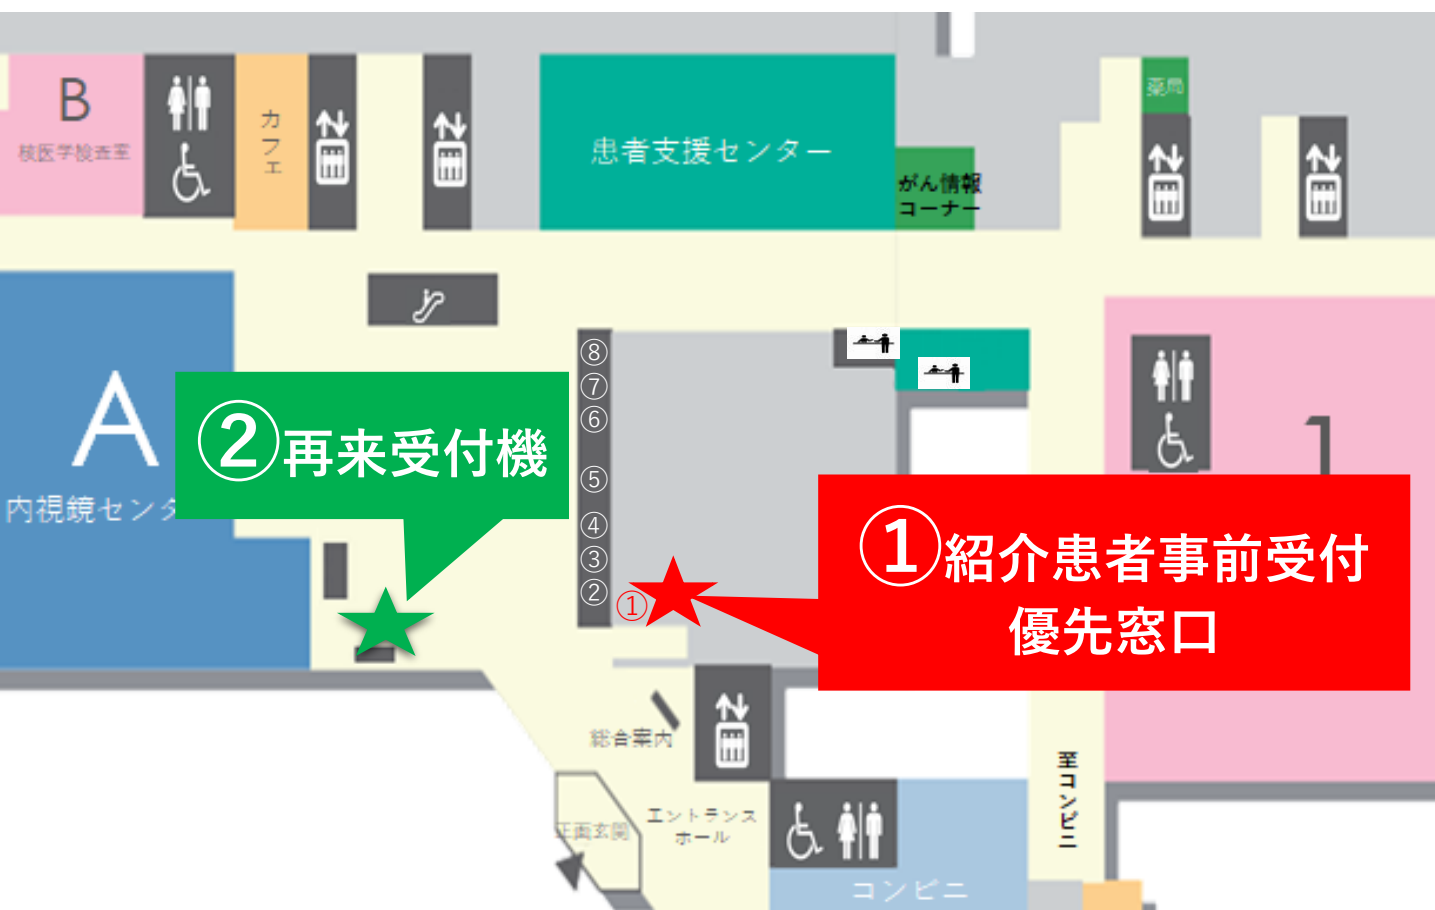 B
核医学検査室
カフェ
患者支援センター
がん情報
コーナー
薬局
A
内視鏡センタ
②再来受付機
⑧
⑦
⑥
⑤
④
③
②
①
1
①紹介患者事前受付
優先窓口
総合案内
エントランス
ホール
正面玄関
至コンビニ
コンビニ